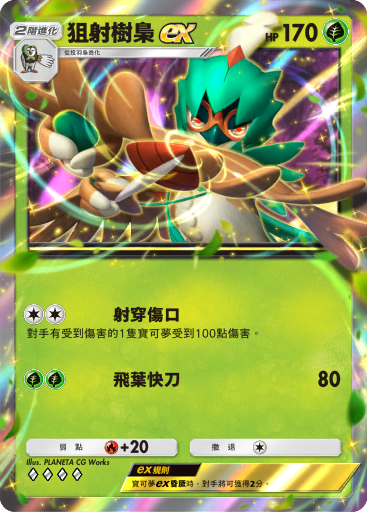 2階進化
狙射樹梟ex
HP170
從投羽梟進化
射穿傷口
對手有受到傷害的1隻寶可夢受到100點傷害。
飛葉快刀 80
弱點 +20 撤退
Illus. PLANETA CG Works
ex規則
寶可夢ex昏厥時，對手將可獲得2分。